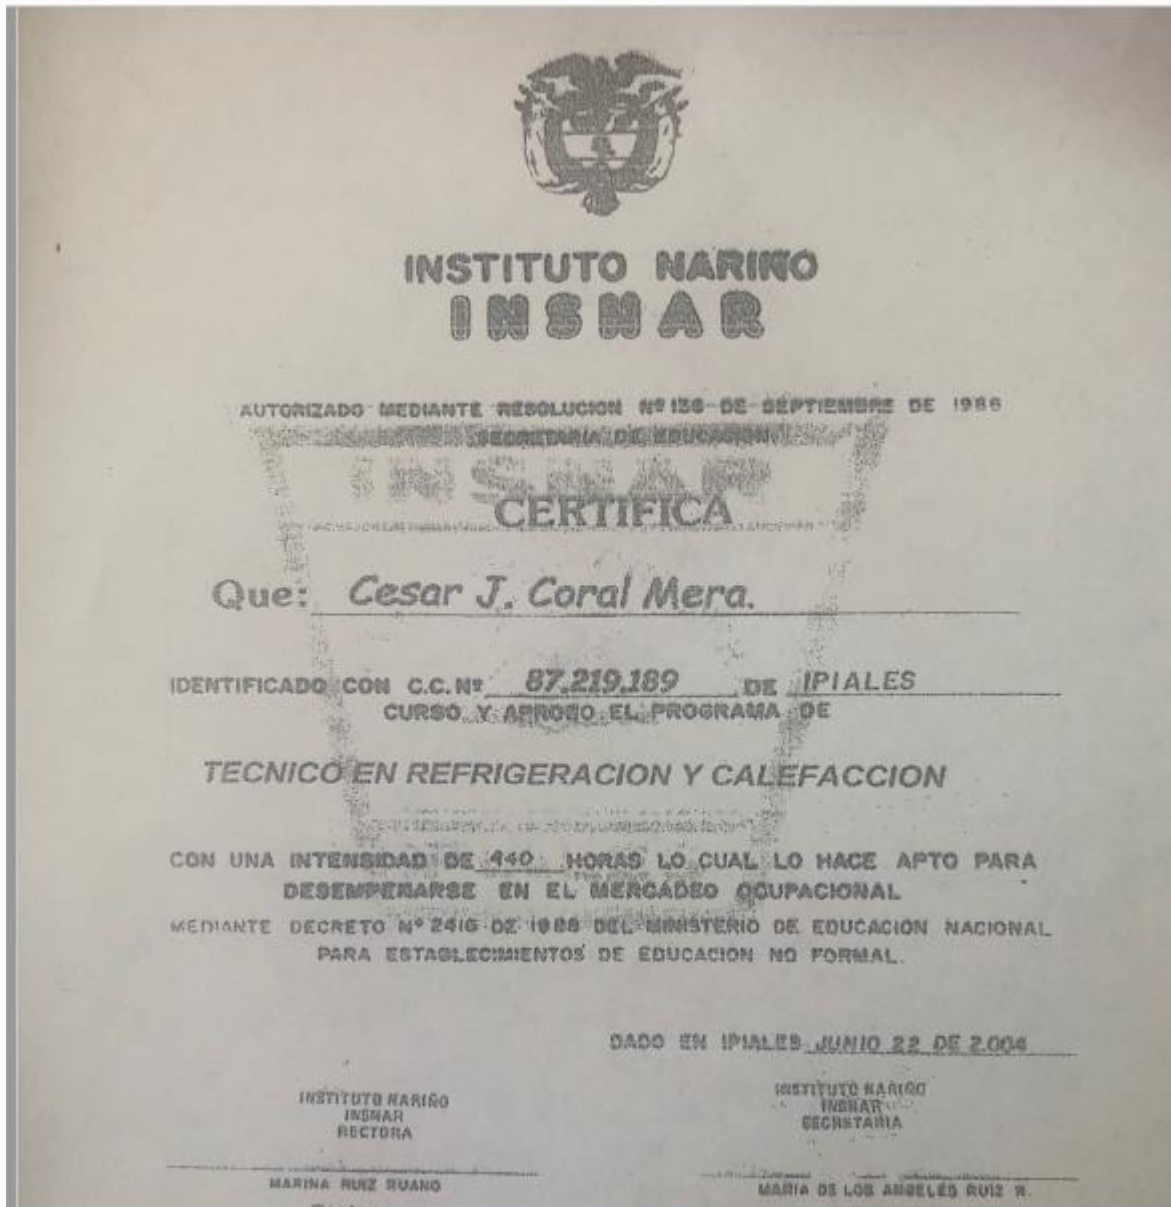 INSTITUTO NARIÑO
INSNAR
AUTORIZADO MEDIANTE RESOLUCION Nº 136 DE SEPTIEMBRE DE 1986
SECRETARIA DE EDUCACION
INSNAR
CERTIFICA
Que: Cesar J. Coral Mera.
IDENTIFICADO CON C.C. Nº 87.219.189 DE IPIALES
CURSO Y APROBO EL PROGRAMA DE
TECNICO EN REFRIGERACION Y CALEFACCION
CON UNA INTENSIDAD DE 440 HORAS LO CUAL LO HACE APTO PARA
DESEMPEÑARSE EN EL MERCADEO OCUPACIONAL
MEDIANTE DECRETO Nº 2416 DE 1988 DEL MINISTERIO DE EDUCACION NACIONAL
PARA ESTABLECIMIENTOS DE EDUCACION NO FORMAL.
DADO EN IPIALES JUNIO 22 DE 2.004
INSTITUTO NARIÑO
INSNAR
RECTORA
INSTITUTO NARIÑO
INSNAR
SECRETARIA
MARINA RUIZ RUANO
MARIA DE LOS ANGELES RUIZ R.